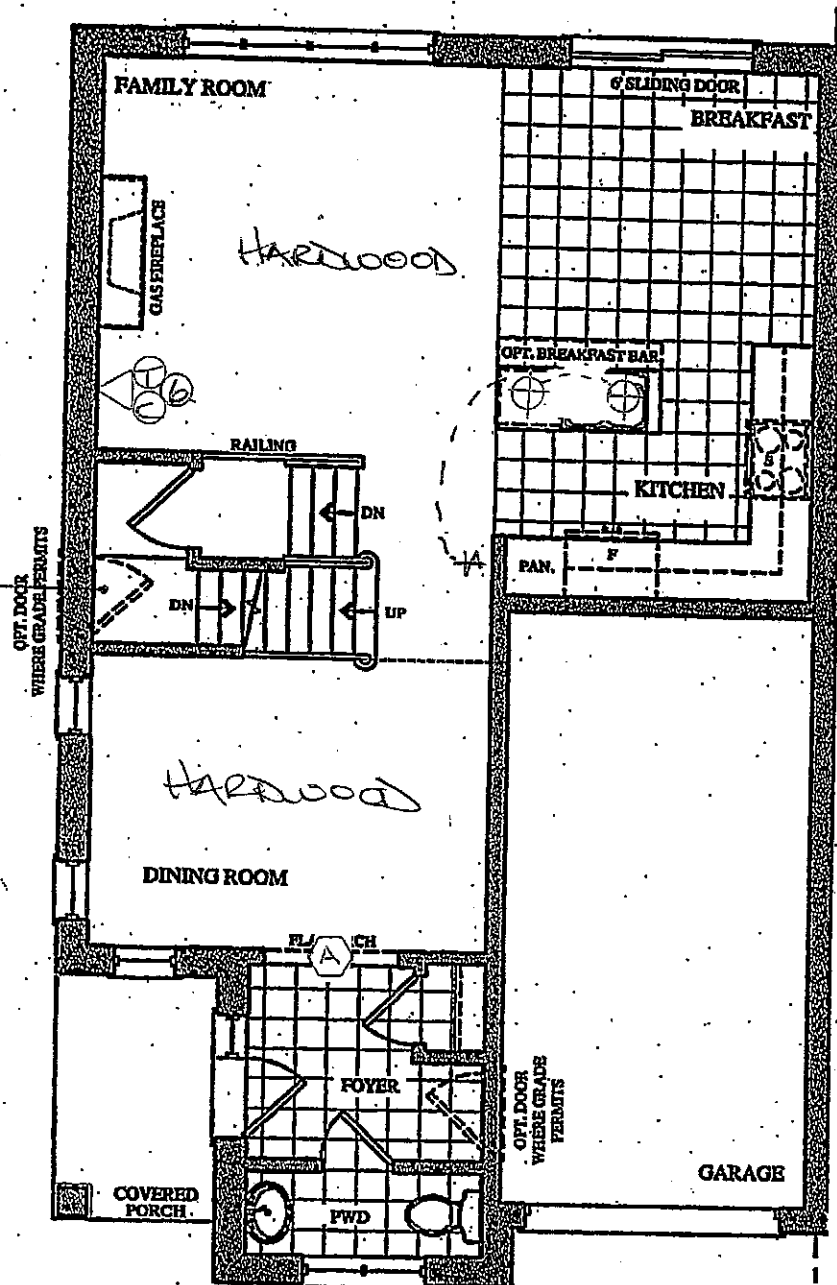 FAMILY ROOM
6' SLIDING DOOR
BREAKFAST
GAS FIREPLACE
HARDWOOD
OPT. BREAKFAST BAR
6
RAILING
DN
KITCHEN
PAN.
F
DN
UP
OPT. DOOR
WHERE GRADE PERMITS
HARDWOOD
DINING ROOM
A
FOYER
OPT. DOOR
WHERE GRADE
PERMITS
GARAGE
COVERED
PORCH
PWD